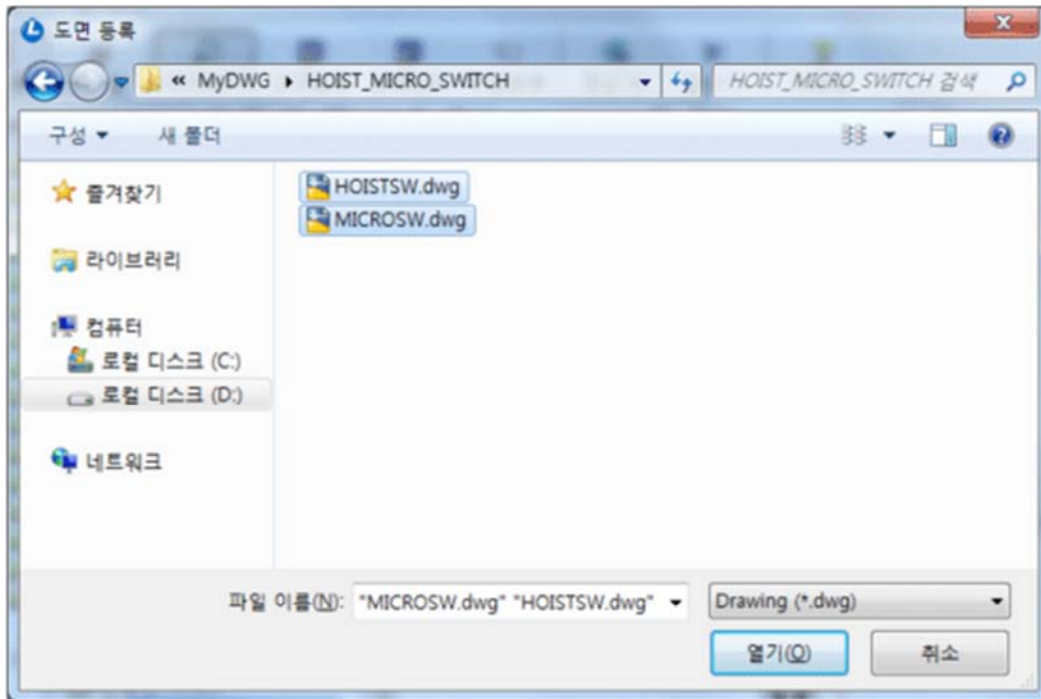 도면 등록
« MyDWG ▸ HOIST_MICRO_SWITCH
HOIST_MICRO_SWITCH 검색
구성 새 폴더
즐겨찾기
HOISTSW.dwg
MICROSW.dwg
라이브러리
컴퓨터
로컬 디스크 (C:)
로컬 디스크 (D:)
네트워크
파일 이름(N): "MICROSW.dwg" "HOISTSW.dwg" Drawing (*.dwg)
열기(O) 취소